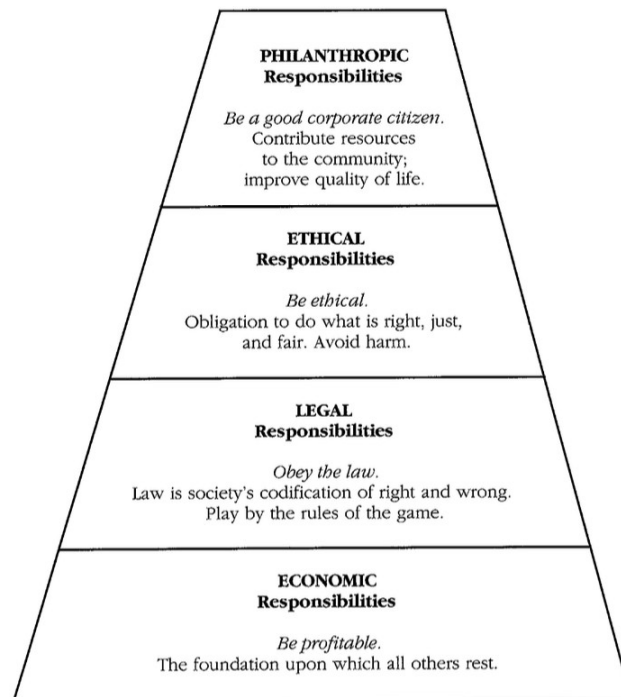 PHILANTHROPIC
Responsibilities
Be a good corporate citizen.
Contribute resources
to the community;
improve quality of life.
ETHICAL
Responsibilities
Be ethical.
Obligation to do what is right, just,
and fair. Avoid harm.
LEGAL
Responsibilities
Obey the law.
Law is society's codification of right and wrong.
Play by the rules of the game.
ECONOMIC
Responsibilities
Be profitable.
The foundation upon which all others rest.